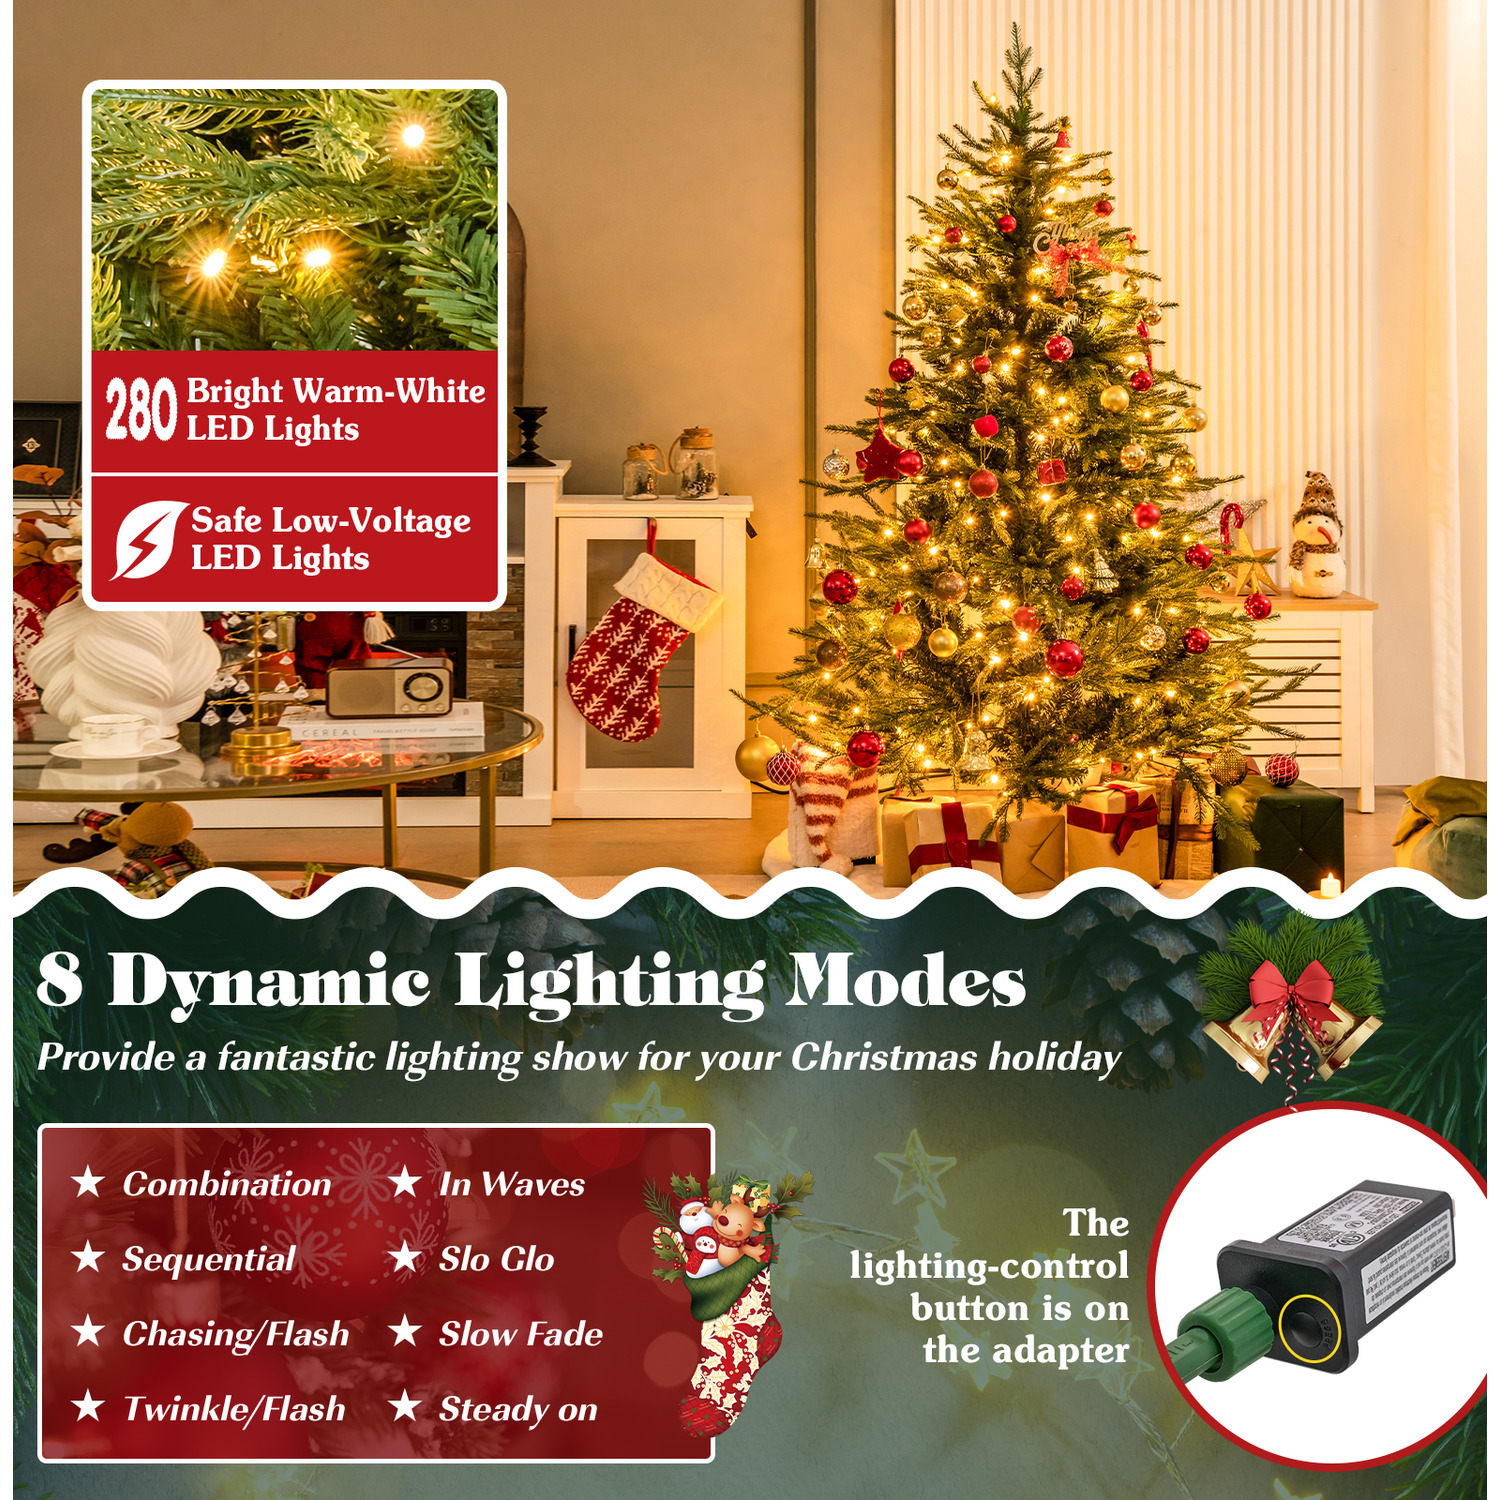 280 Bright Warm-White
LED Lights
Safe Low-Voltage
LED Lights
CEREAL
8 Dynamic Lighting Modes
Provide a fantastic lighting show for your Christmas holiday
★ Combination
★ In Waves
★ Sequential
★ Slo Glo
★ Chasing/Flash
★ Slow Fade
★ Twinkle/Flash
★ Steady on
The
lighting-control
button is on
the adapter